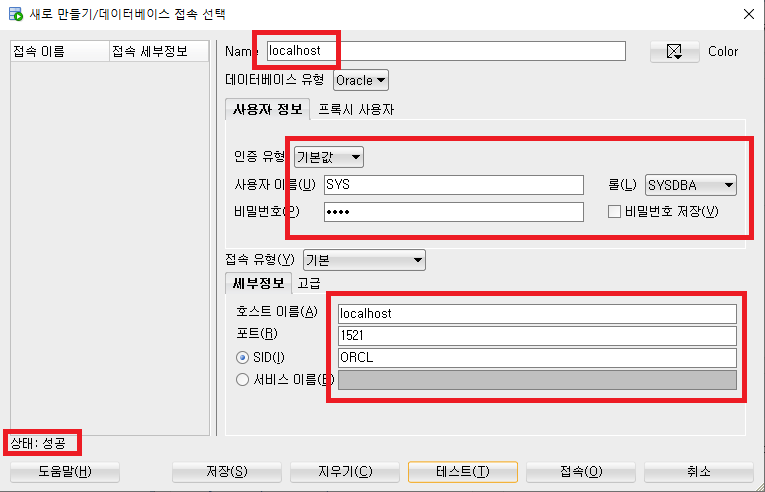 새로 만들기/데이터베이스 접속 선택
접속 이름 접속 세부정보
Name localhost Color
데이터베이스 유형 Oracle
사용자 정보 프록시 사용자
인증 유형 기본값
사용자 이름(U) SYS 롤(L) SYSDBA
비밀번호(P) •••• 비밀번호 저장(V)
접속 유형(Y) 기본
세부정보 고급
호스트 이름(A) localhost
포트(R) 1521
SID(I) ORCL
서비스 이름(E)
상태: 성공
도움말(H) 저장(S) 지우기(C) 테스트(T) 접속(O) 취소